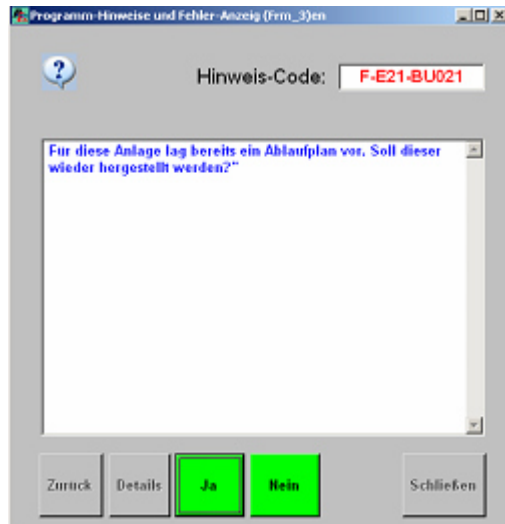 Programm-Hinweise und Fehler-Anzeig (Frm_3)en
Hinweis-Code: F-E21-BU021
Für diese Anlage lag bereits ein Ablaufplan vor. Soll dieser
wieder hergestellt werden?"
Zurück Details Ja Nein Schließen